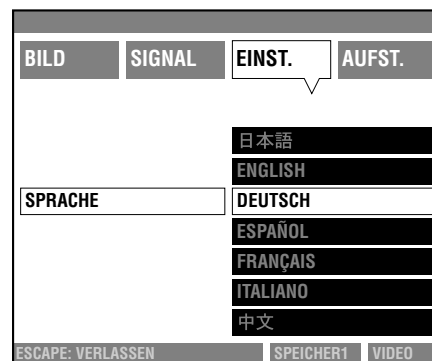 BILD SIGNAL EINST. AUFST.
日本語
ENGLISH
SPRACHE DEUTSCH
ESPAÑOL
FRANÇAIS
ITALIANO
中文
ESCAPE: VERLASSEN SPEICHER1 VIDEO